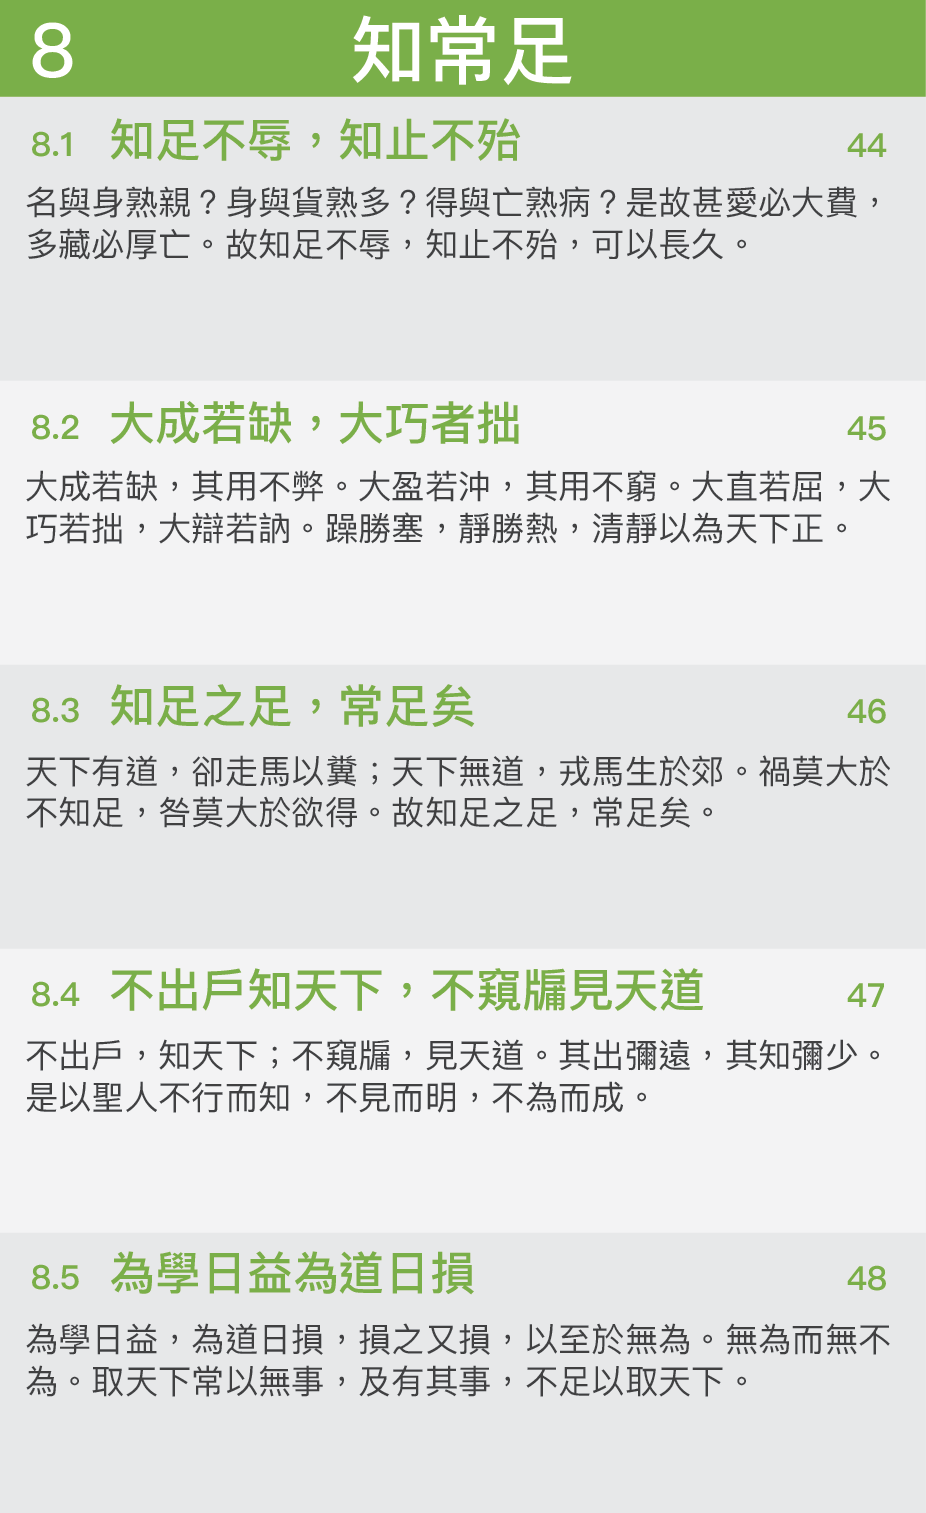 8 知常足
8.1 知足不辱，知止不殆 44
名與身熟親？身與貨熟多？得與亡熟病？是故甚愛必大費，
多藏必厚亡。故知足不辱，知止不殆，可以長久。
8.2 大成若缺，大巧者拙 45
大成若缺，其用不弊。大盈若沖，其用不窮。大直若屈，大
巧若拙，大辯若訥。躁勝塞，靜勝熱，清靜以為天下正。
8.3 知足之足，常足矣 46
天下有道，卻走馬以糞；天下無道，戎馬生於郊。禍莫大於
不知足，咎莫大於欲得。故知足之足，常足矣。
8.4 不出戶知天下，不窺牖見天道 47
不出戶，知天下；不窺牖，見天道。其出彌遠，其知彌少。
是以聖人不行而知，不見而明，不為而成。
8.5 為學日益為道日損 48
為學日益，為道日損，損之又損，以至於無為。無為而無不
為。取天下常以無事，及有其事，不足以取天下。